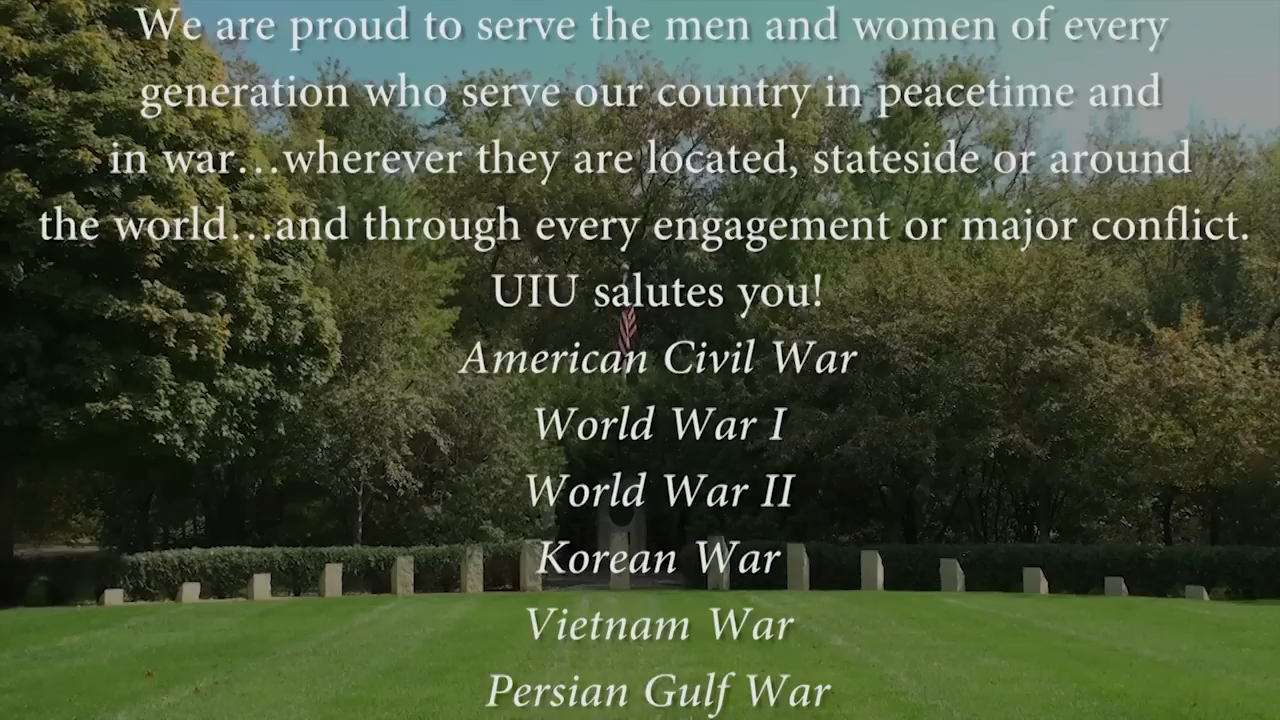 We are proud to serve the men and women of every
generation who serve our country in peacetime and
in war…wherever they are located, stateside or around
the world…and through every engagement or major conflict.
UIU salutes you!
American Civil War
World War I
World War II
Korean War
Vietnam War
Persian Gulf War